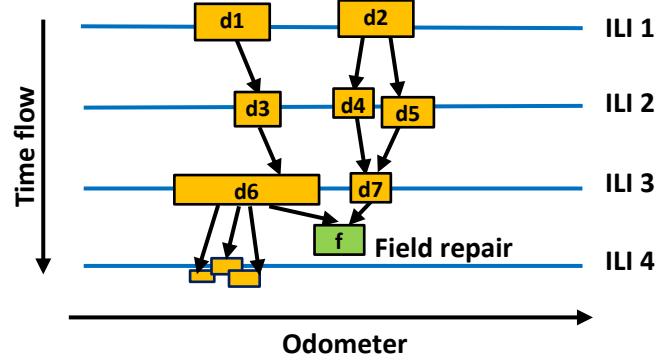 d1
d2
ILI 1
d3
d4
d5
ILI 2
d6
d7
ILI 3
f
Field repair
ILI 4
Time flow
Odometer